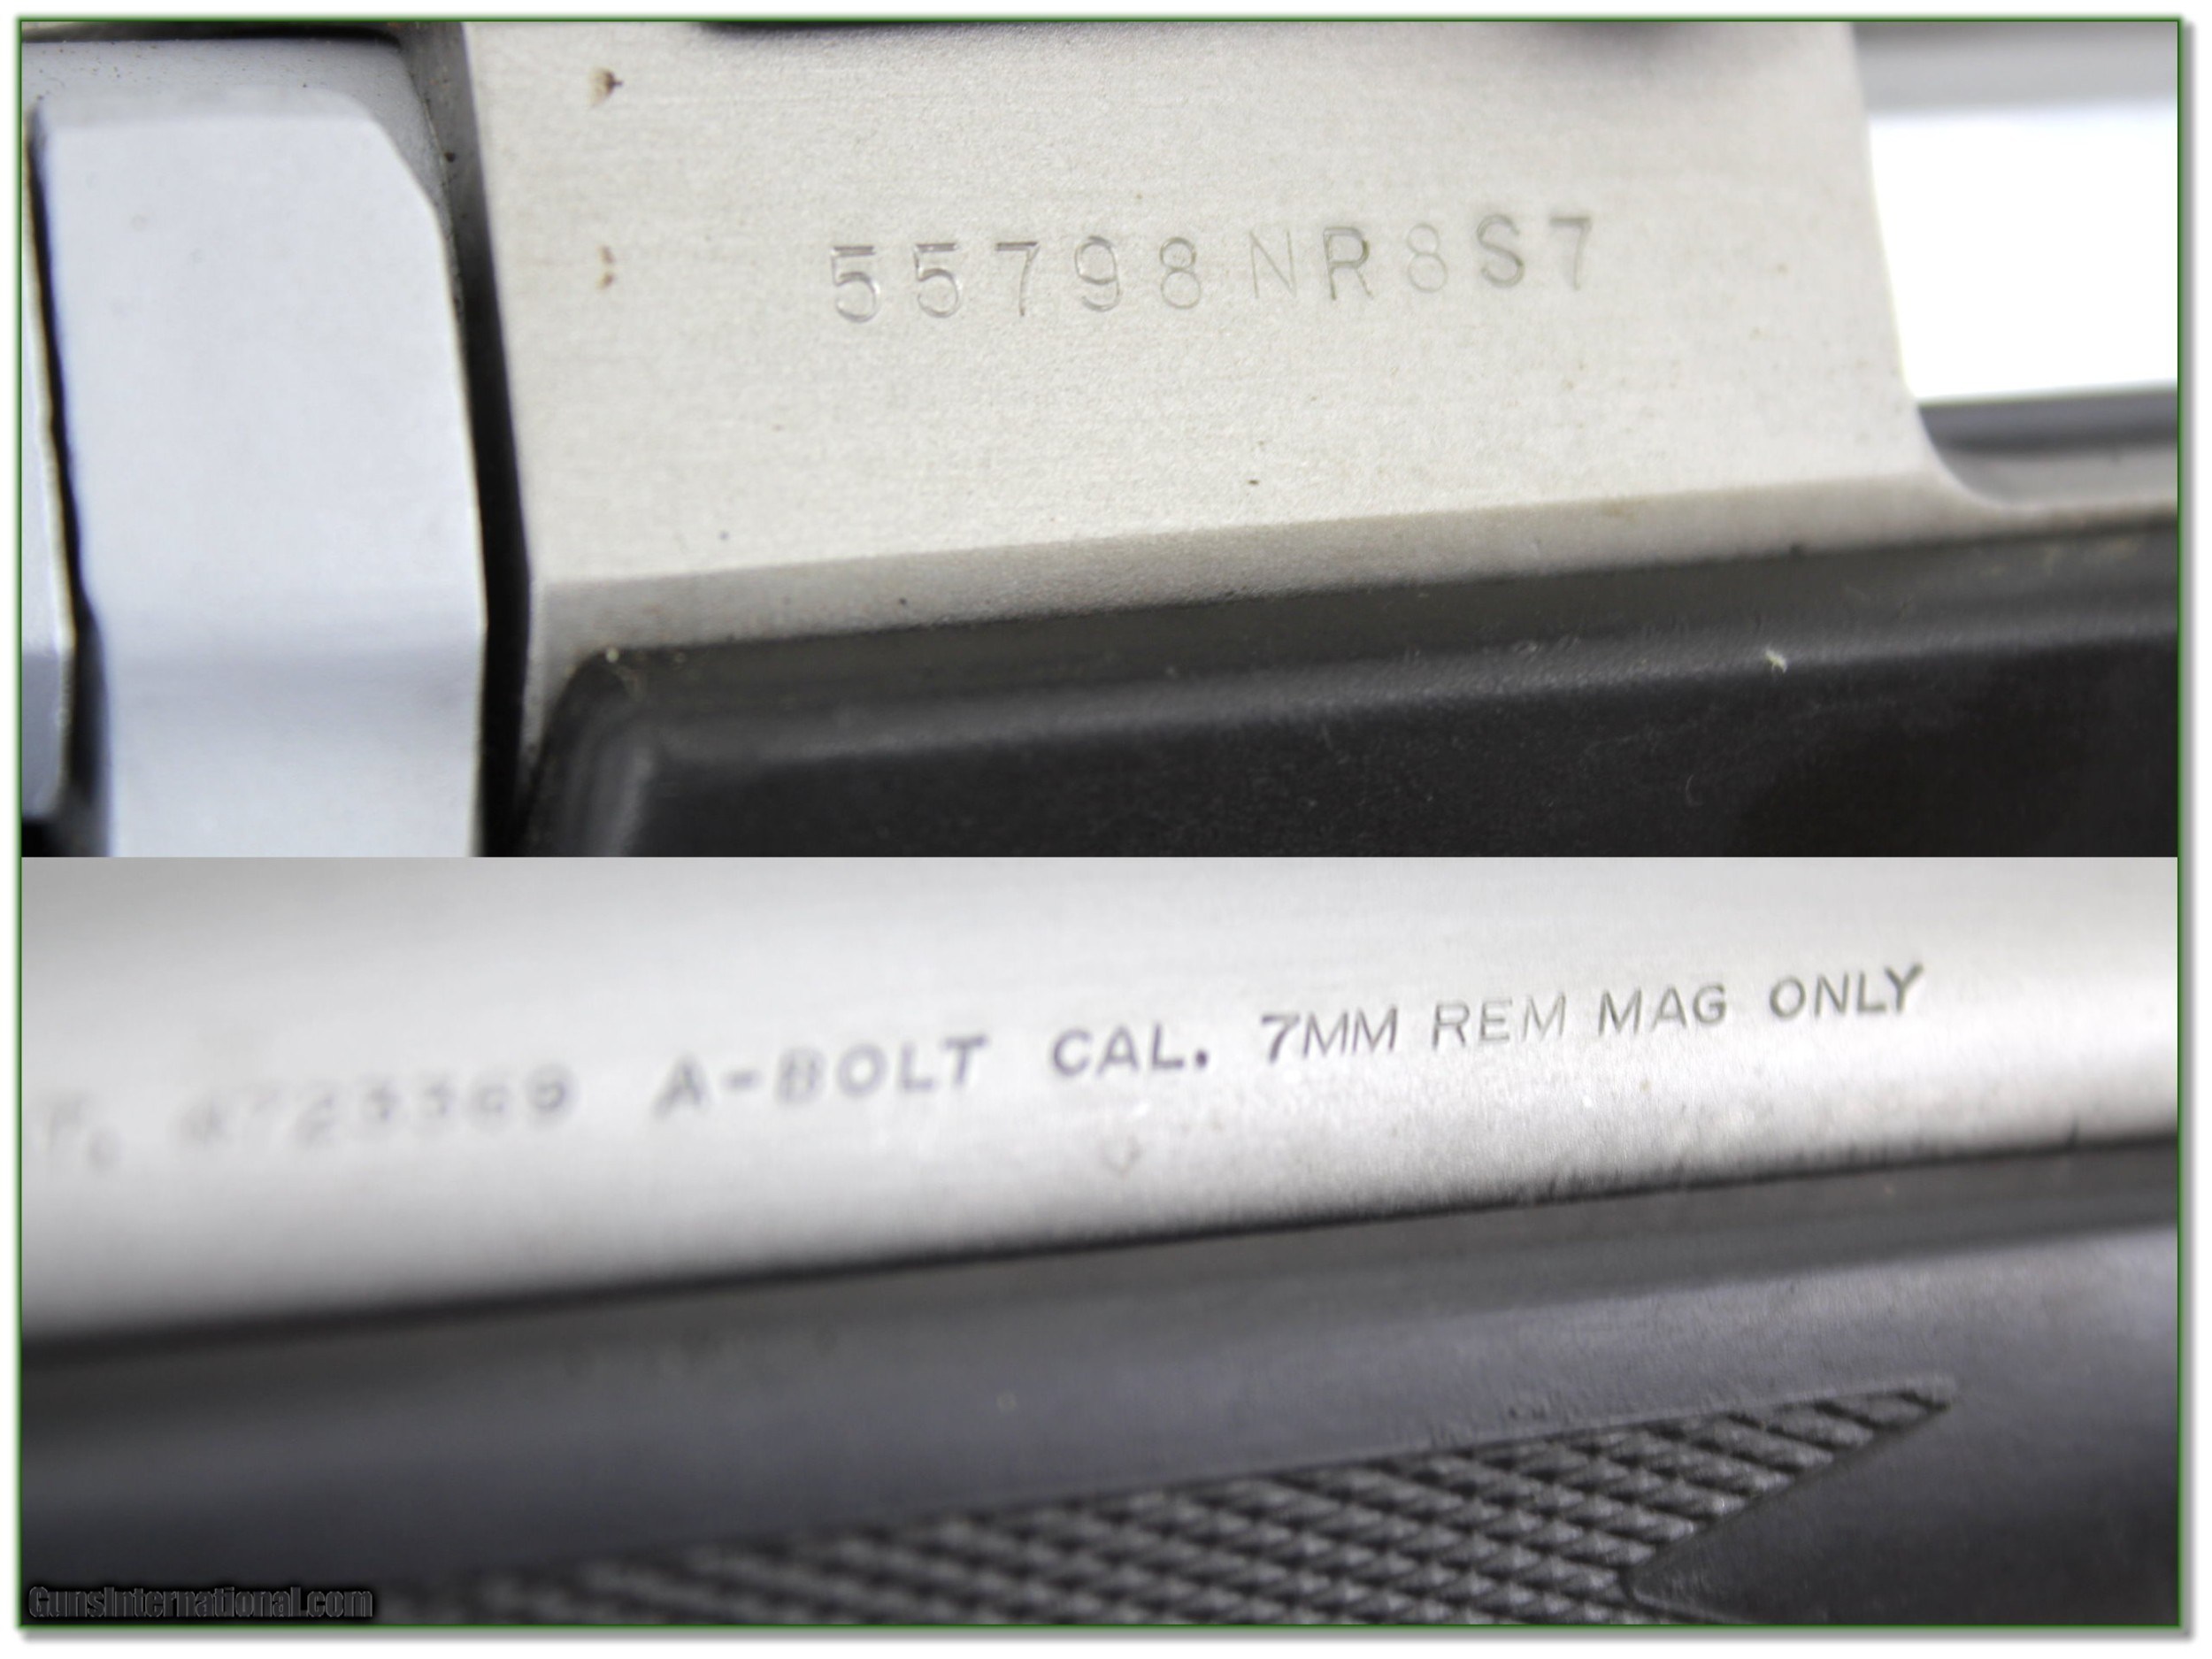 55798NR8S7
A-BOLT CAL. 7MM REM MAG ONLY
GunsInternational.com